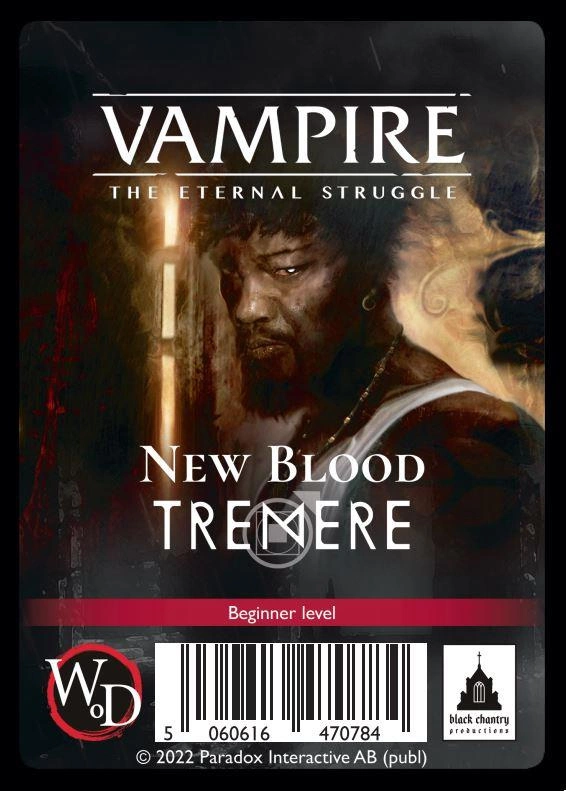 VAMPIRE
THE ETERNAL STRUGGLE
NEW BLOOD
TREMERE
Beginner level
WoD
5 060616 470784
black chantry
productions
© 2022 Paradox Interactive AB (publ)